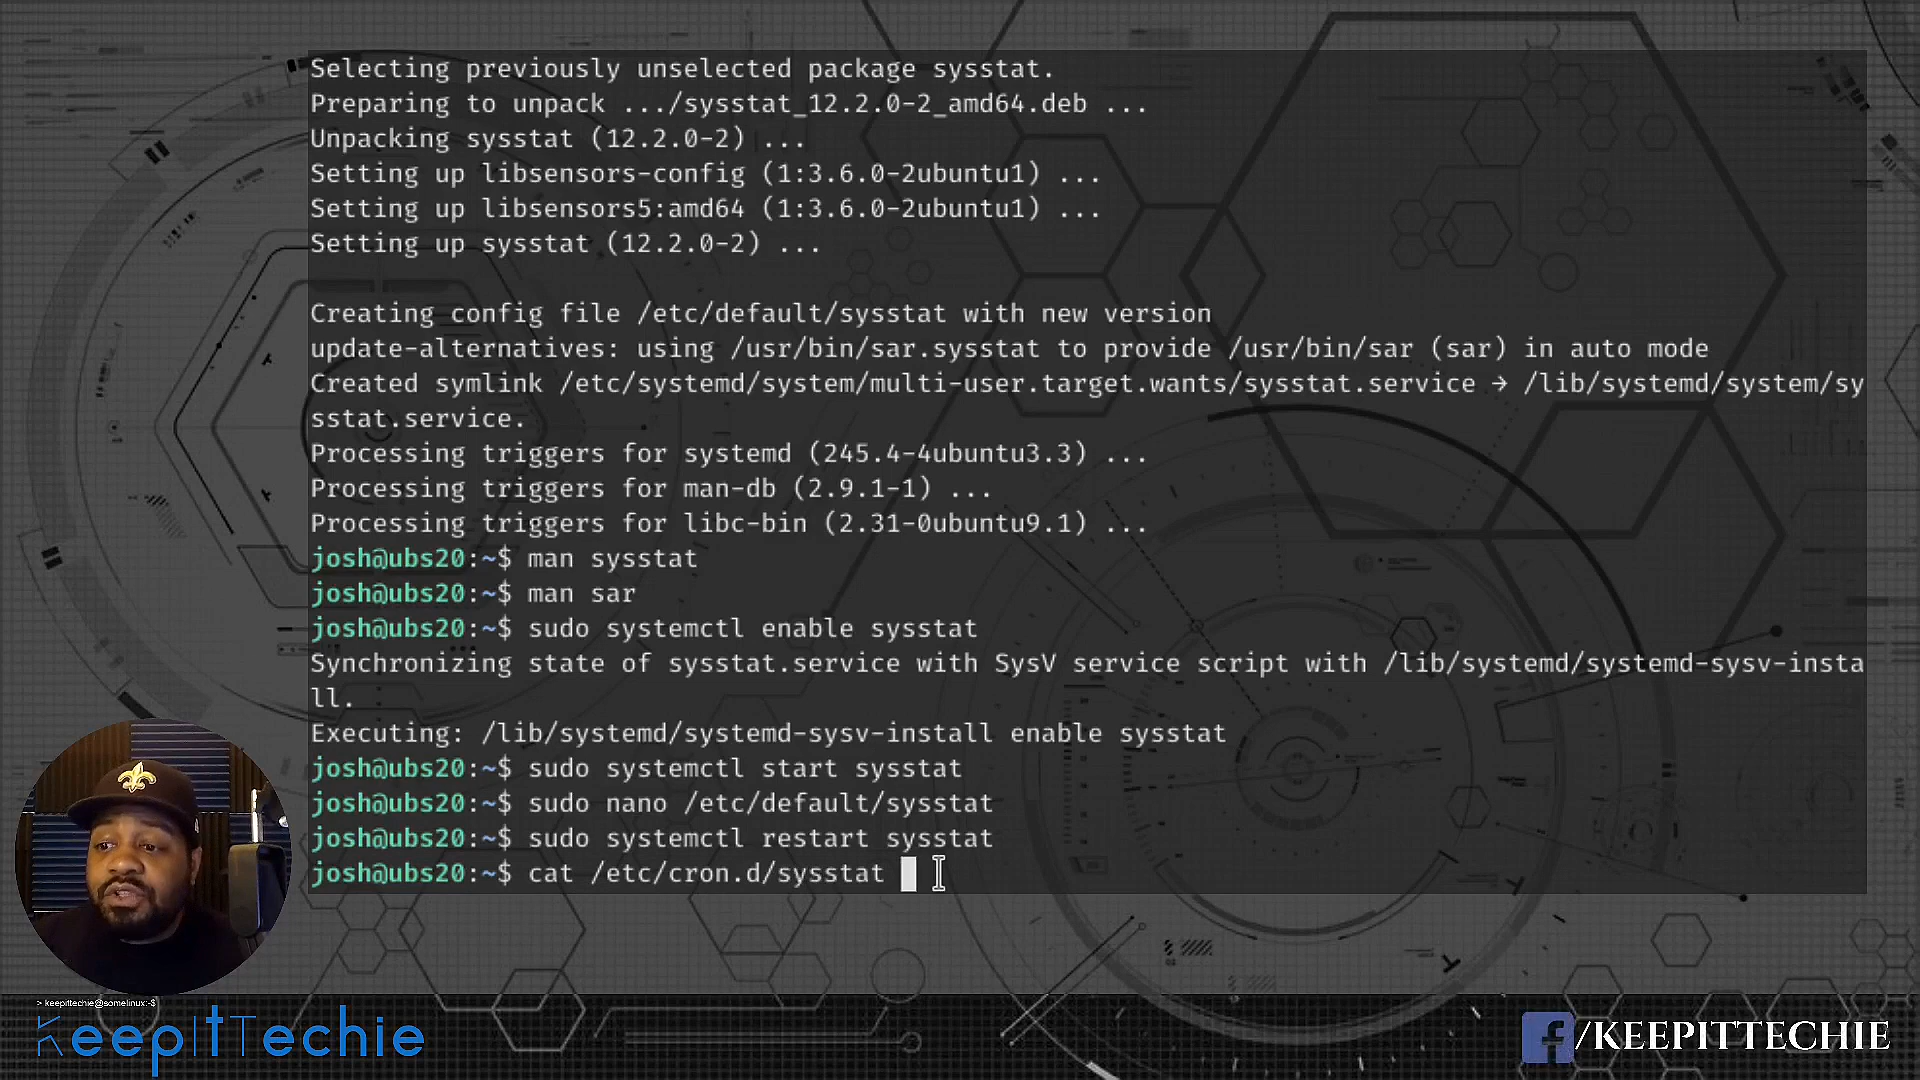 Selecting previously unselected package sysstat.
Preparing to unpack .../sysstat_12.2.0-2_amd64.deb ...
Unpacking sysstat (12.2.0-2) ...
Setting up libsensors-config (1:3.6.0-2ubuntu1) ...
Setting up libsensors5:amd64 (1:3.6.0-2ubuntu1) ...
Setting up sysstat (12.2.0-2) ...
Creating config file /etc/default/sysstat with new version
update-alternatives: using /usr/bin/sar.sysstat to provide /usr/bin/sar (sar) in auto mode
Created symlink /etc/systemd/system/multi-user.target.wants/sysstat.service → /lib/systemd/system/sy
sstat.service.
Processing triggers for systemd (245.4-4ubuntu3.3) ...
Processing triggers for man-db (2.9.1-1) ...
Processing triggers for libc-bin (2.31-0ubuntu9.1) ...
josh@ubs20:~$ man sysstat
josh@ubs20:~$ man sar
josh@ubs20:~$ sudo systemctl enable sysstat
Synchronizing state of sysstat.service with SysV service script with /lib/systemd/systemd-sysv-insta
ll.
Executing: /lib/systemd/systemd-sysv-install enable sysstat
josh@ubs20:~$ sudo systemctl start sysstat
josh@ubs20:~$ sudo nano /etc/default/sysstat
josh@ubs20:~$ sudo systemctl restart sysstat
josh@ubs20:~$ cat /etc/cron.d/sysstat
> keepittechie@somelinux:~$
KeepItTechie
f/KEEPITTECHIE